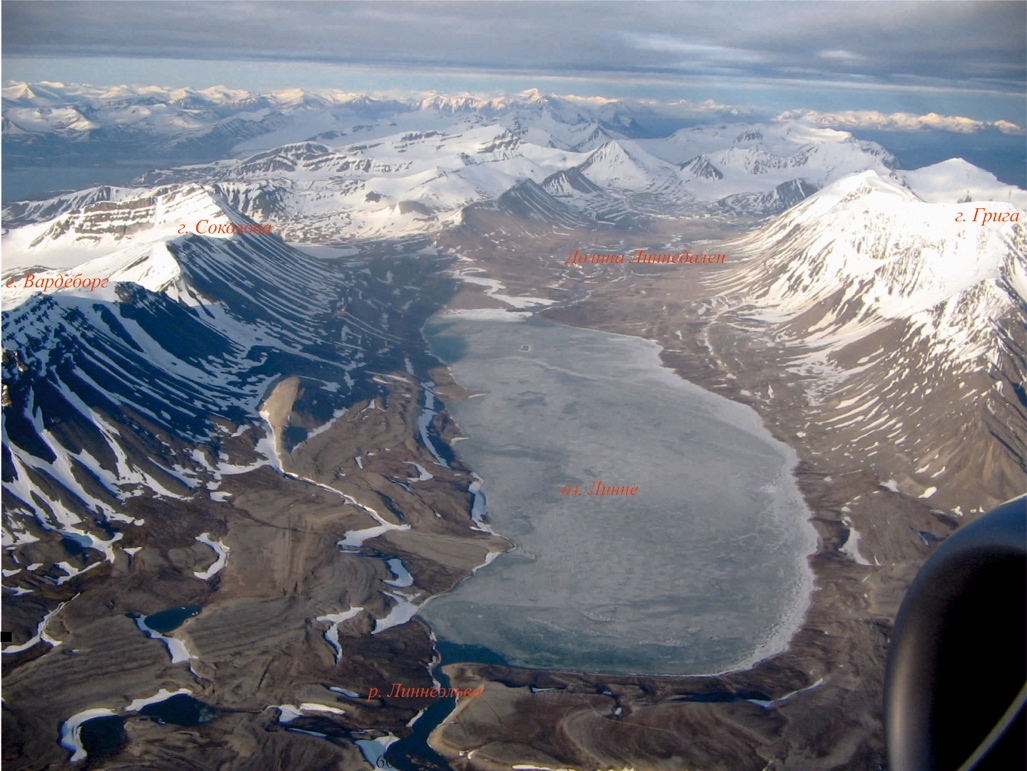 г. Соколова
г. Грига
Долина Линнедален
г. Вардеборг
оз. Линне
р. Линнеэльва